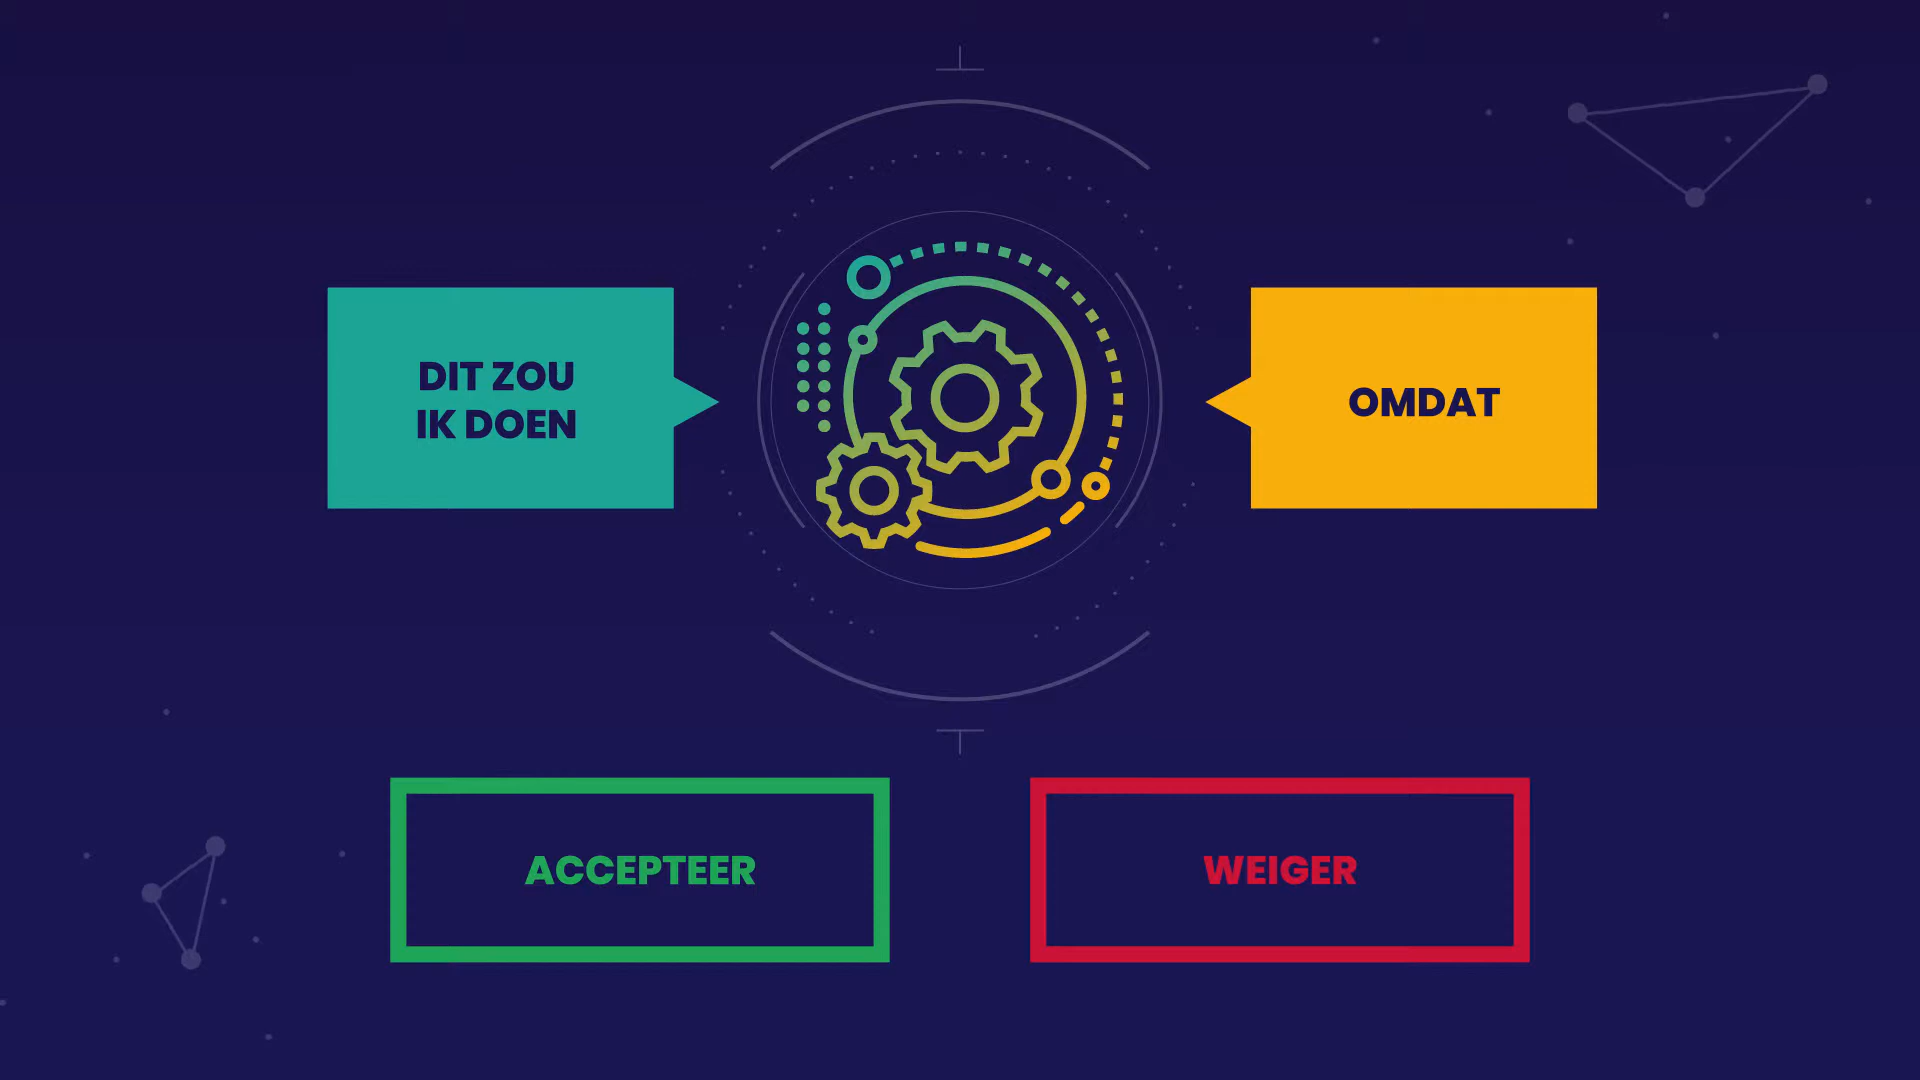 DIT ZOU
IK DOEN
OMDAT
ACCEPTEER
WEIGER